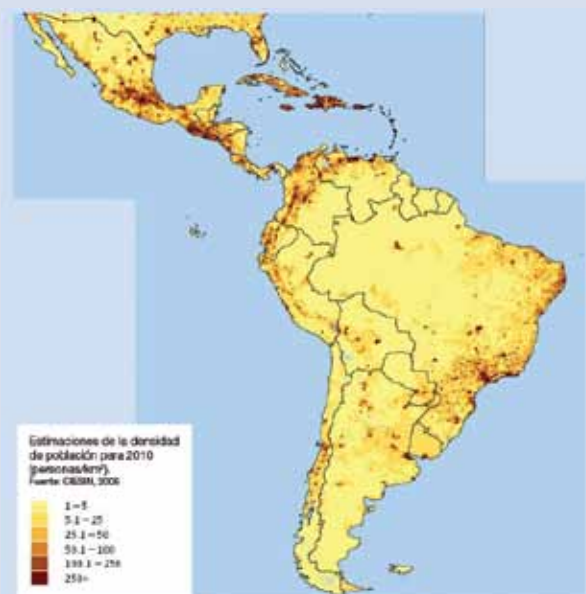 Estimaciones de la densidad
de población para 2010
(personas/km²).
Fuente: CIESIN, 2006
1 – 5
5.1 – 25
25.1 – 50
50.1 – 100
100.1 – 250
250+